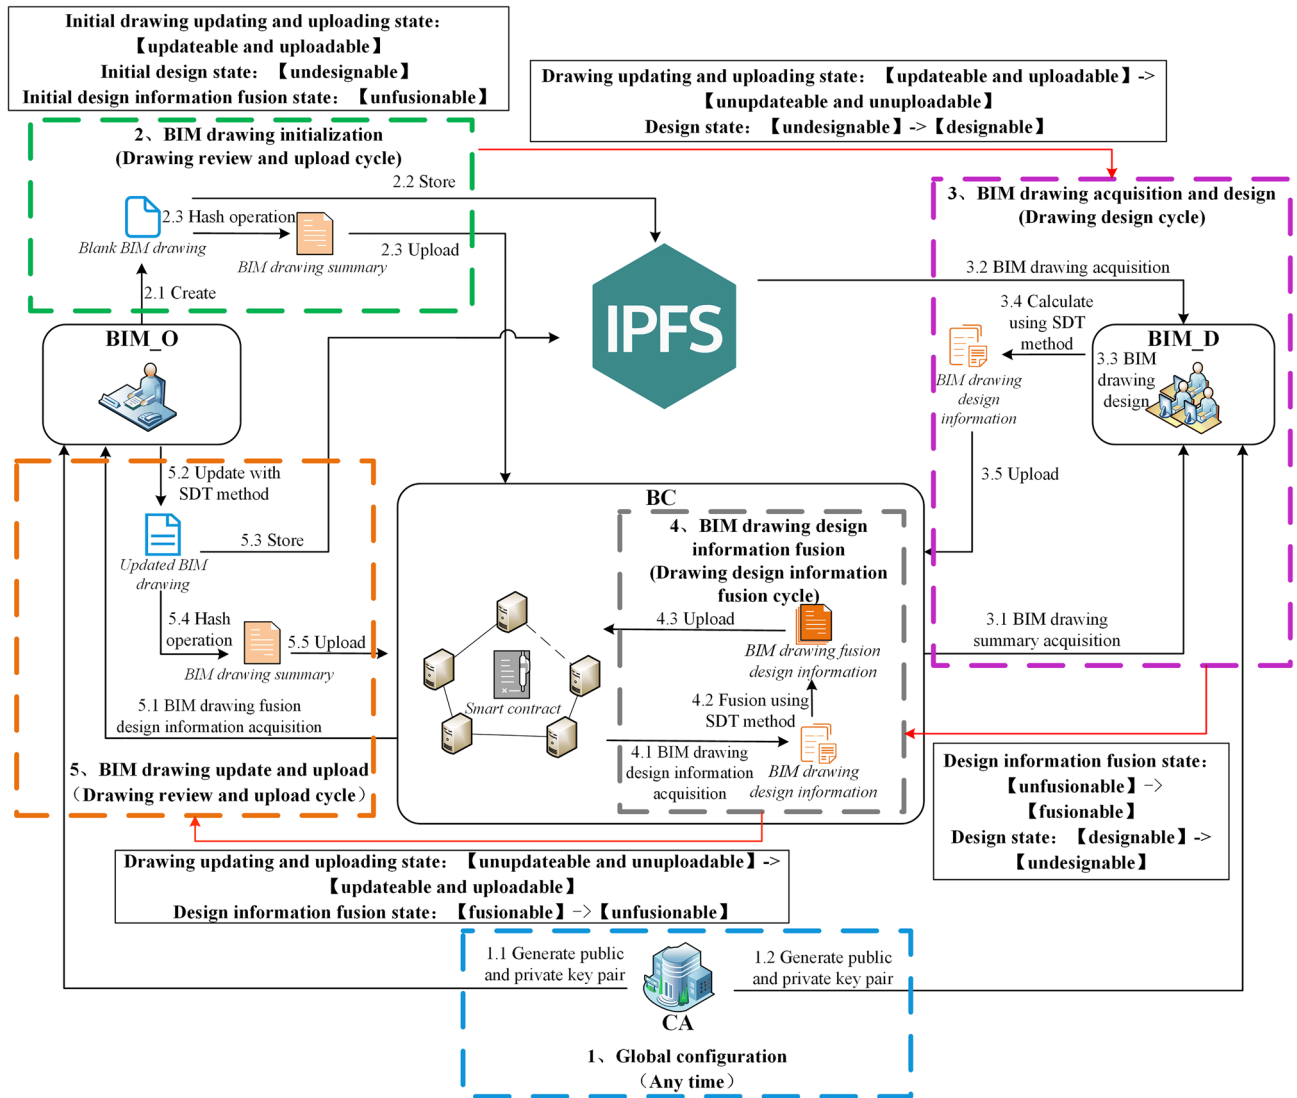 Initial drawing updating and uploading state：
【updateable and uploadable】
Initial design state：【undesignable】
Initial design information fusion state：【unfusionable】
Drawing updating and uploading state：【updateable and uploadable】->
【unupdateable and unuploadable】
Design state：【undesignable】->【designable】
2、BIM drawing initialization
(Drawing review and upload cycle)
2.2 Store
2.3 Hash operation
Blank BIM drawing
BIM drawing summary
2.3 Upload
2.1 Create
3、BIM drawing acquisition and design
(Drawing design cycle)
3.2 BIM drawing acquisition
3.4 Calculate
using SDT
method
BIM_D
3.3 BIM
drawing
design
BIM drawing
design
information
3.5 Upload
3.1 BIM drawing
summary acquisition
IPFS
BIM_O
5.2 Update with
SDT method
5.3 Store
Updated BIM
drawing
5.4 Hash
operation
5.5 Upload
BIM drawing summary
5.1 BIM drawing fusion
design information acquisition
5、BIM drawing update and upload
（Drawing review and upload cycle）
BC
4、BIM drawing design
information fusion
(Drawing design information
fusion cycle)
4.3 Upload
BIM drawing fusion
design information
4.2 Fusion using
SDT method
Smart contract
4.1 BIM drawing
design information
acquisition
BIM drawing
design information
Design information fusion state：
【unfusionable】->
【fusionable】
Design state：【designable】->
【undesignable】
Drawing updating and uploading state：【unupdateable and unuploadable】->
【updateable and uploadable】
Design information fusion state：【fusionable】->【unfusionable】
1.1 Generate public
and private key pair
1.2 Generate public
and private key pair
CA
1、Global configuration
（Any time）